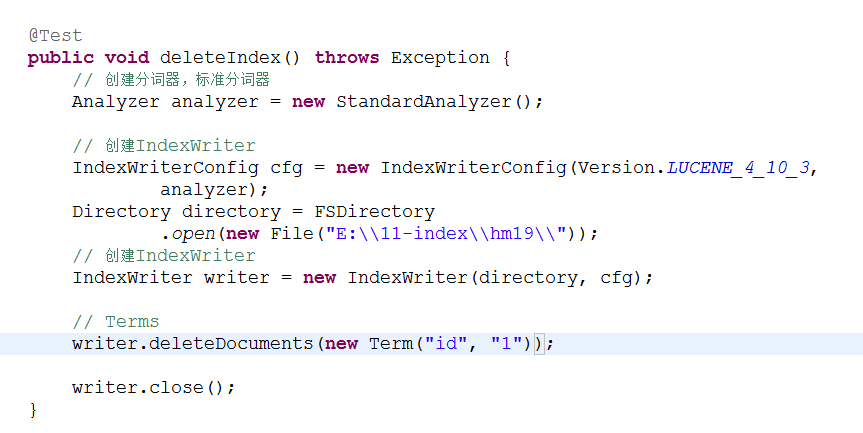 @Test
public void deleteIndex() throws Exception {
// 创建分词器，标准分词器
Analyzer analyzer = new StandardAnalyzer();
// 创建IndexWriter
IndexWriterConfig cfg = new IndexWriterConfig(Version.LUCENE_4_10_3,
analyzer);
Directory directory = FSDirectory
.open(new File("E:\\11-index\\hm19\\"));
// 创建IndexWriter
IndexWriter writer = new IndexWriter(directory, cfg);
// Terms
writer.deleteDocuments(new Term("id", "1"));
writer.close();
}